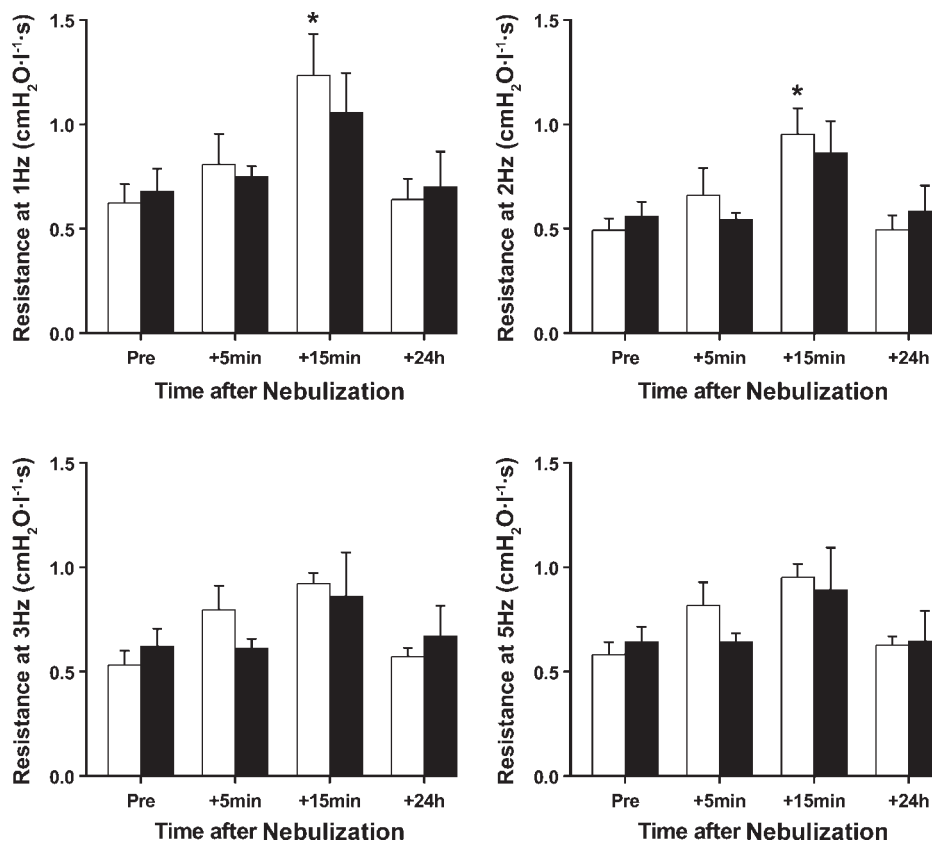 Resistance at 1Hz (cmH₂O·l⁻¹·s)
1.5
1.0
0.5
0.0
*
Pre +5min +15min +24h
Time after Nebulization
Resistance at 2Hz (cmH₂O·l⁻¹·s)
1.5
1.0
0.5
0.0
*
Pre +5min +15min +24h
Time after Nebulization
Resistance at 3Hz (cmH₂O·l⁻¹·s)
1.5
1.0
0.5
0.0
Pre +5min +15min +24h
Time after Nebulization
Resistance at 5Hz (cmH₂O·l⁻¹·s)
1.5
1.0
0.5
0.0
Pre +5min +15min +24h
Time after Nebulization